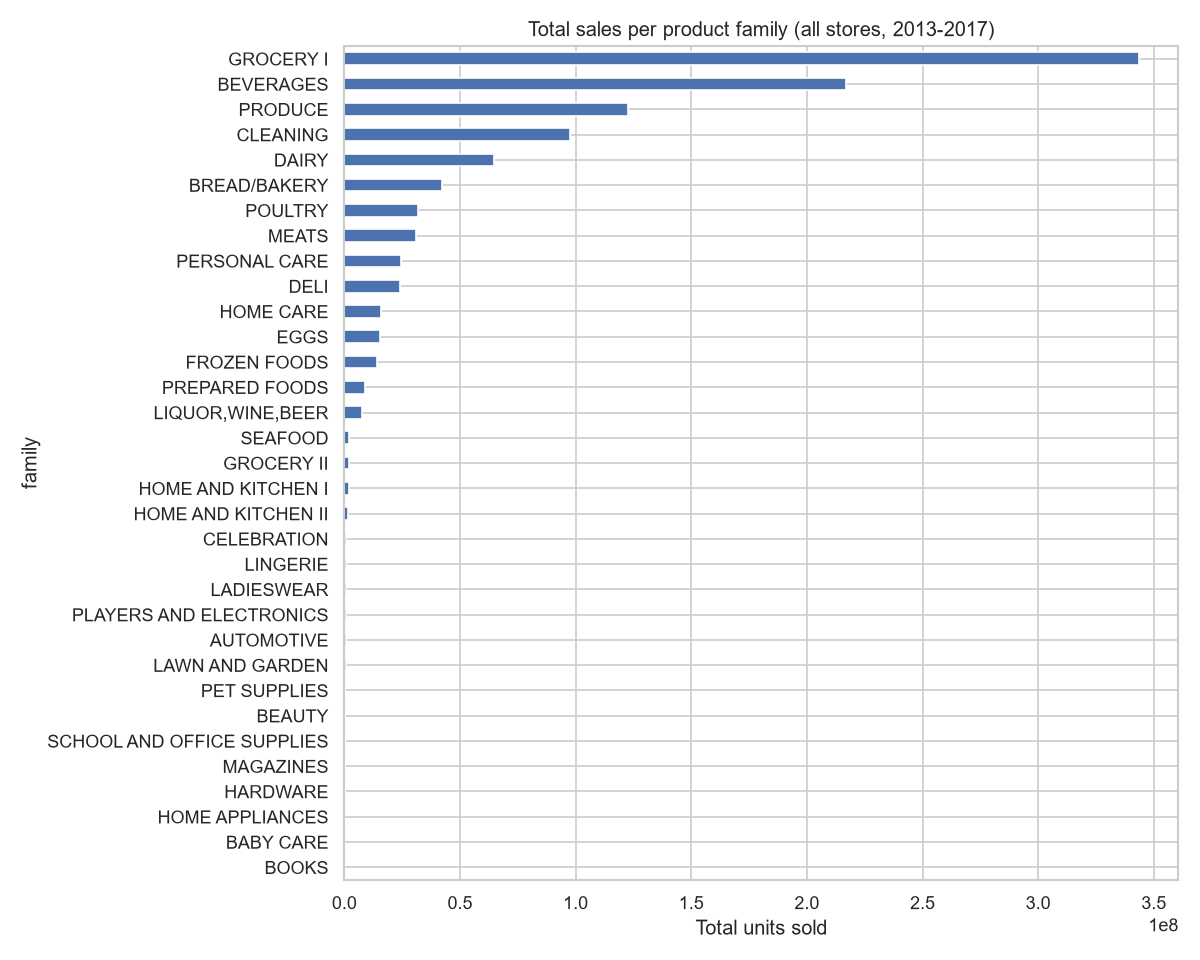 Total sales per product family (all stores, 2013-2017)
GROCERY I
BEVERAGES
PRODUCE
CLEANING
DAIRY
BREAD/BAKERY
POULTRY
MEATS
PERSONAL CARE
DELI
HOME CARE
EGGS
FROZEN FOODS
PREPARED FOODS
LIQUOR,WINE,BEER
SEAFOOD
GROCERY II
HOME AND KITCHEN I
HOME AND KITCHEN II
CELEBRATION
LINGERIE
LADIESWEAR
PLAYERS AND ELECTRONICS
AUTOMOTIVE
LAWN AND GARDEN
PET SUPPLIES
BEAUTY
SCHOOL AND OFFICE SUPPLIES
MAGAZINES
HARDWARE
HOME APPLIANCES
BABY CARE
BOOKS
family
0.0 0.5 1.0 1.5 2.0 2.5 3.0 3.5
1e8
Total units sold